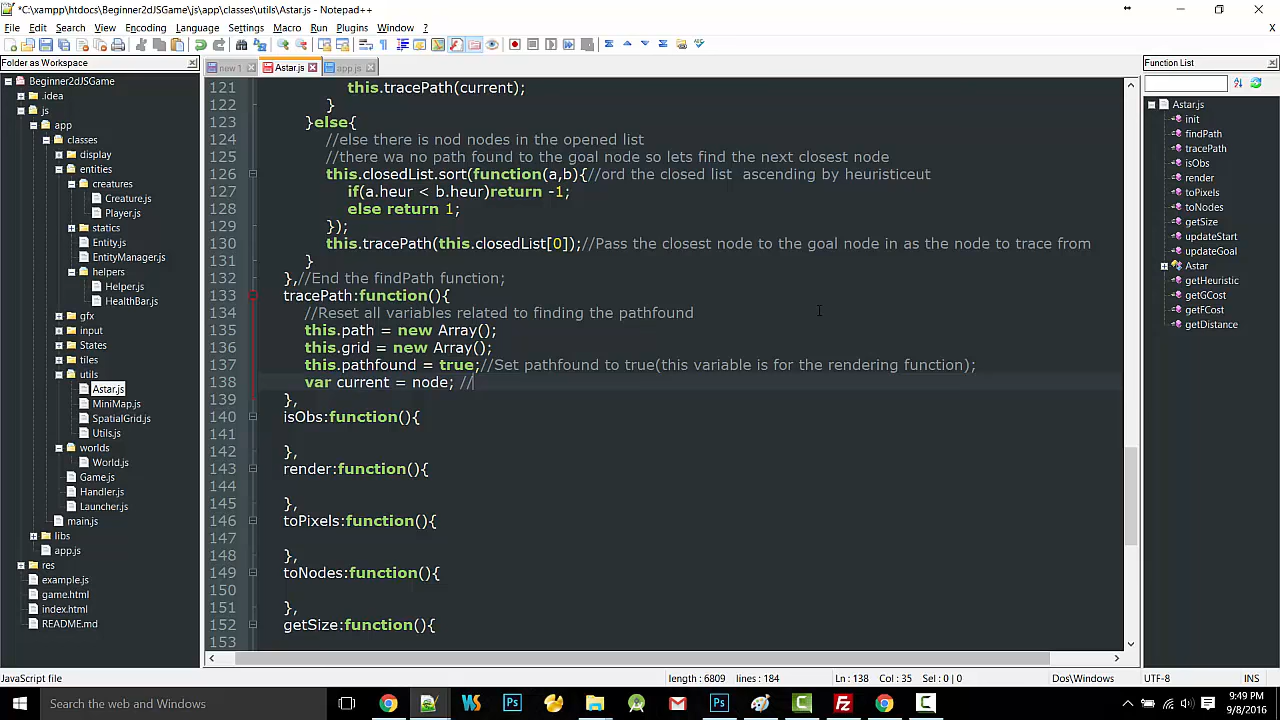 *C:\xampp\htdocs\Beginner2dJSGame\js\app\classes\utils\Astar.js - Notepad++
File Edit Search View Encoding Language Settings Macro Run Plugins Window ?
X
Folder as Workspace
new 1
Astar.js
app.js
Function List
Beginner2dJSGame
.idea
js
app
classes
display
entities
creatures
Creature.js
Player.js
statics
Entity.js
EntityManager.js
helpers
Helper.js
HealthBar.js
gfx
input
States
tiles
utils
Astar.js
MiniMap.js
SpatialGrid.js
Utils.js
worlds
World.js
Game.js
Handler.js
Launcher.js
main.js
libs
app.js
res
example.js
game.html
index.html
README.md
121 this.tracePath(current);
122 }
123 }else{
124 //else there is nod nodes in the opened list
125 //there wa no path found to the goal node so lets find the next closest node
126 this.closedList.sort(function(a,b){//ord the closed list  ascending by heuristiceut
127 if(a.heur < b.heur)return -1;
128 else return 1;
129 });
130 this.tracePath(this.closedList[0]);//Pass the closest node to the goal node in as the node to trace from
131 }
132 },//End the findPath function;
133 tracePath:function(){
134 //Reset all variables related to finding the pathfound
135 this.path = new Array();
136 this.grid = new Array();
137 this.pathfound = true;//Set pathfound to true(this variable is for the rendering function);
138 var current = node; //
139 },
140 isObs:function(){
141
142 },
143 render:function(){
144
145 },
146 toPixels:function(){
147
148 },
149 toNodes:function(){
150
151 },
152 getSize:function(){
153
Astar.js
init
findPath
tracePath
isObs
render
toPixels
toNodes
getSize
updateStart
updateGoal
Astar
getHeuristic
getGCost
getFCost
getDistance
JavaScript file
length : 6809 lines : 184
Ln : 138 Col : 35 Sel : 0 | 0
Dos\Windows
UTF-8
INS
Search the web and Windows
9:49 PM
9/8/2016